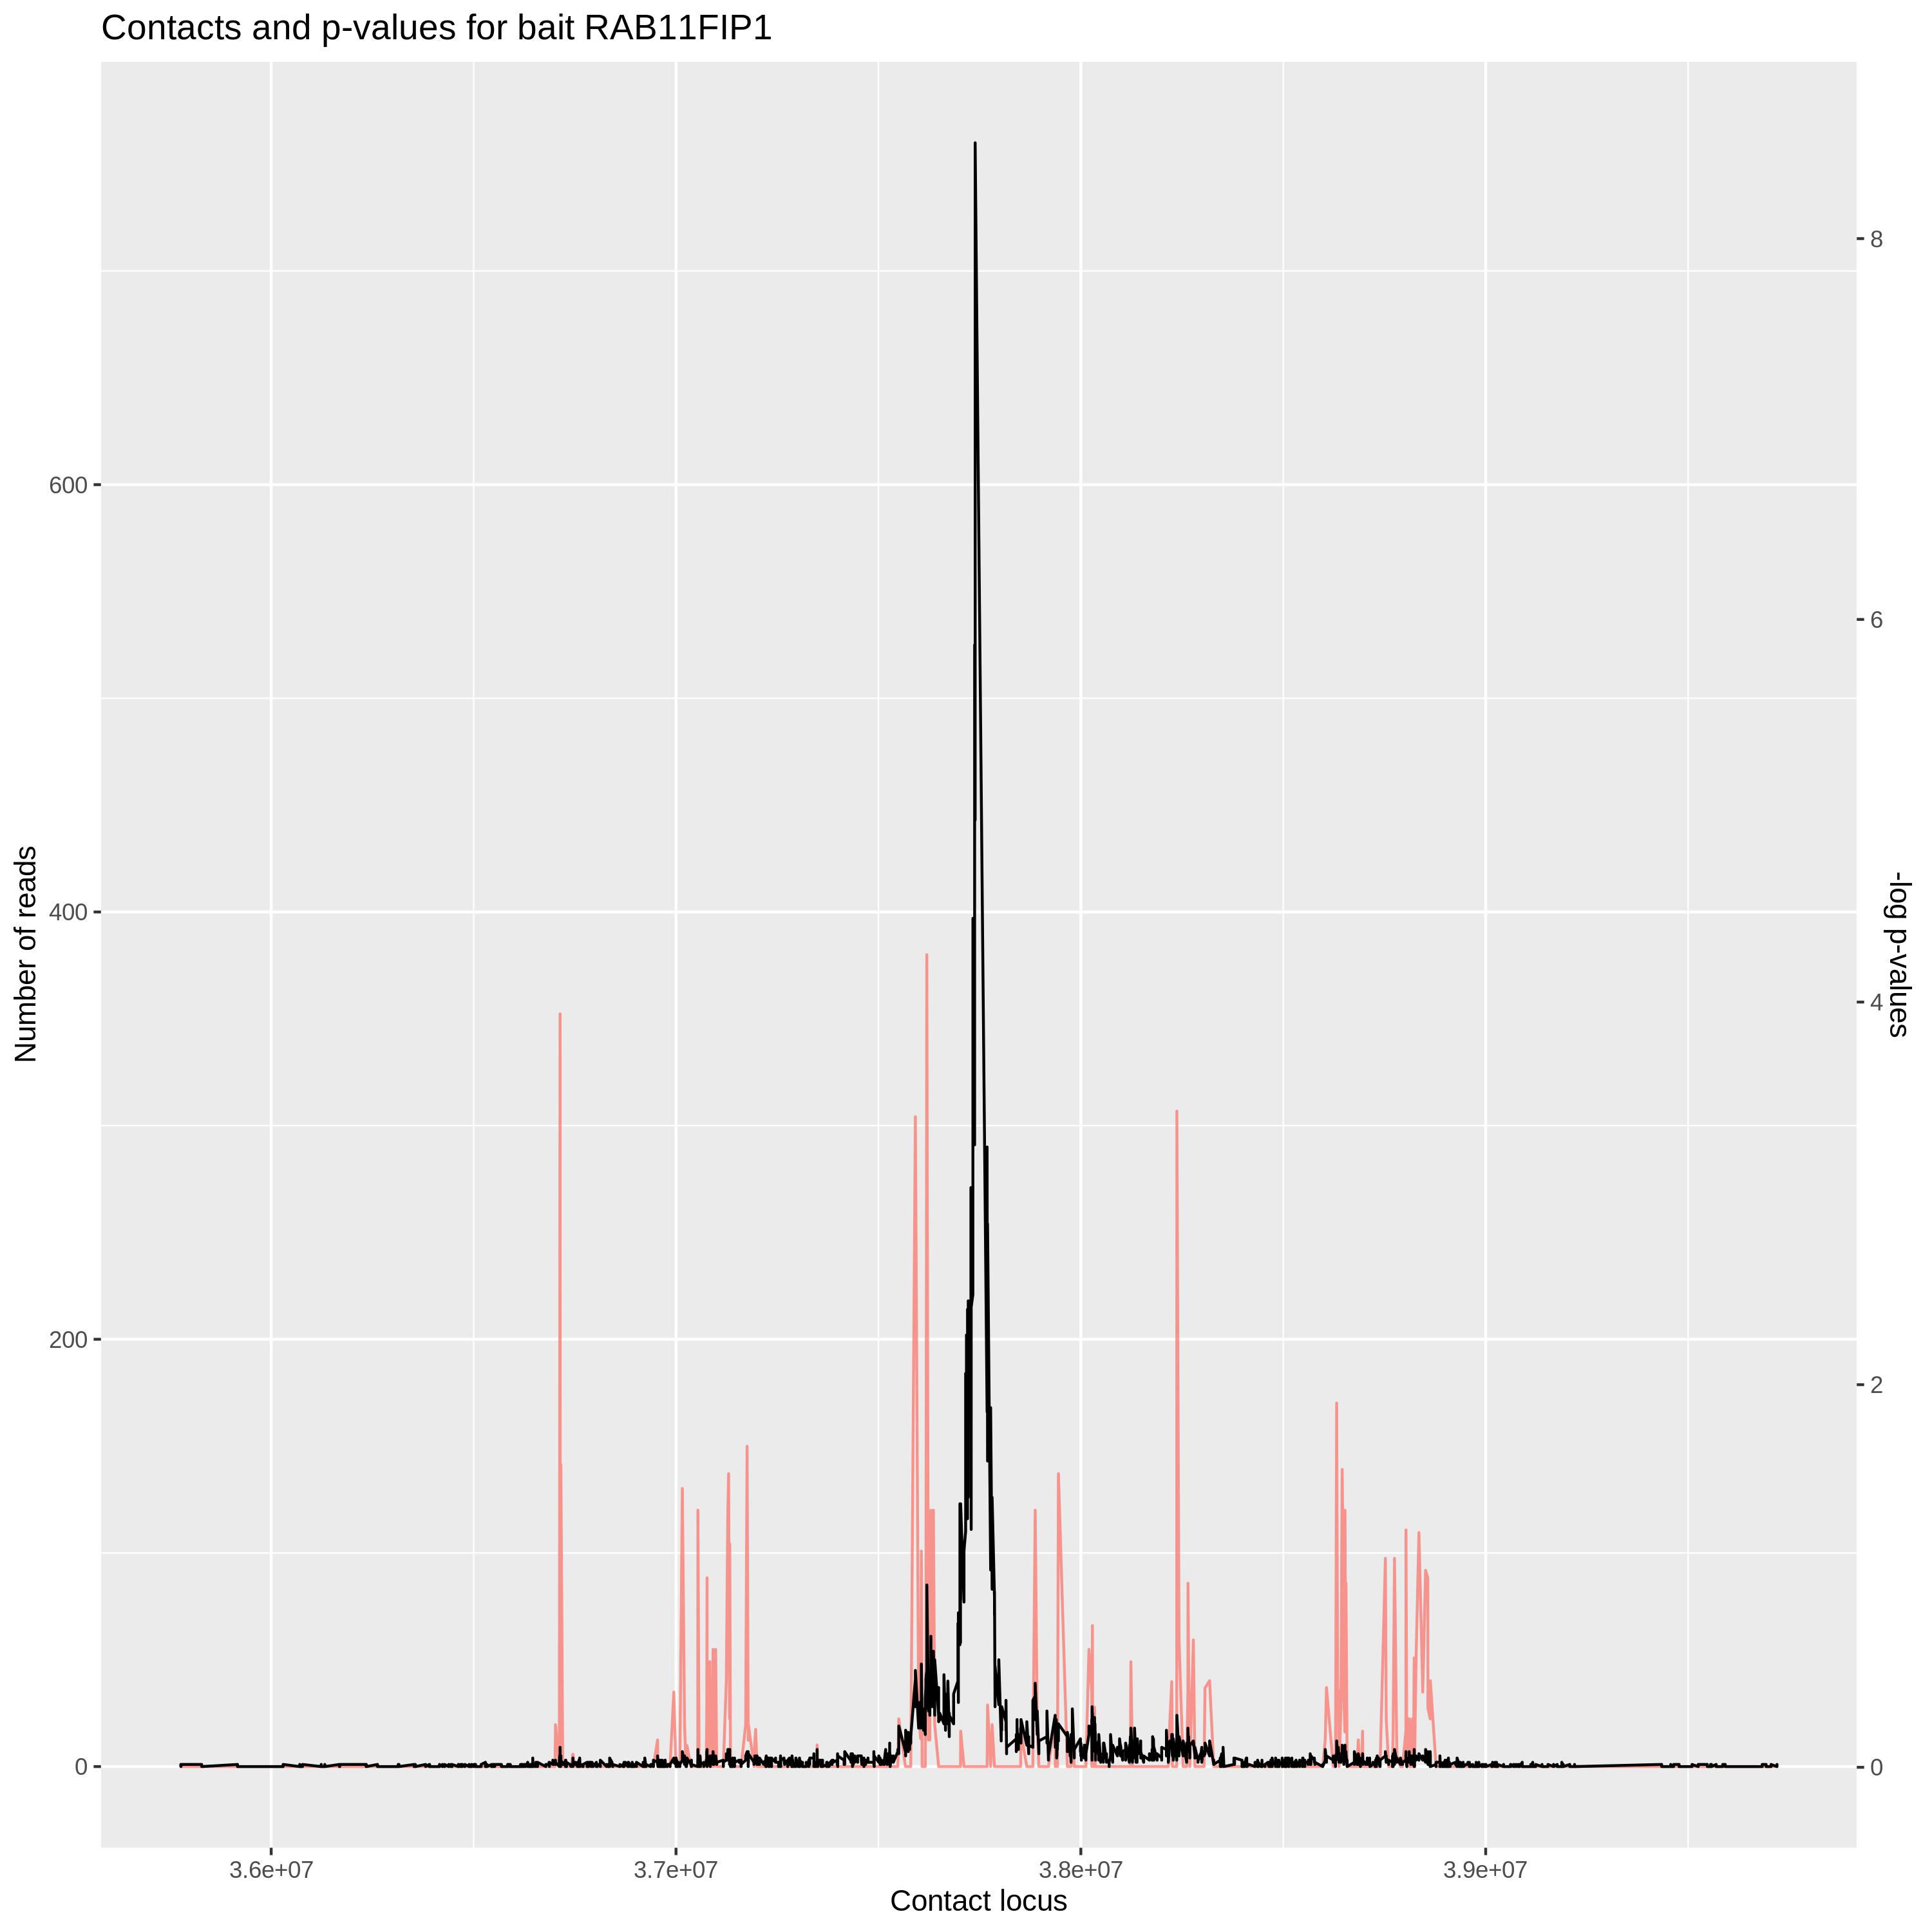 Contacts and p-values for bait RAB11FIP1
Number of reads
600
400
200
0
8
6
4
2
0
-log p-values
3.6e+07
3.7e+07
3.8e+07
3.9e+07
Contact locus